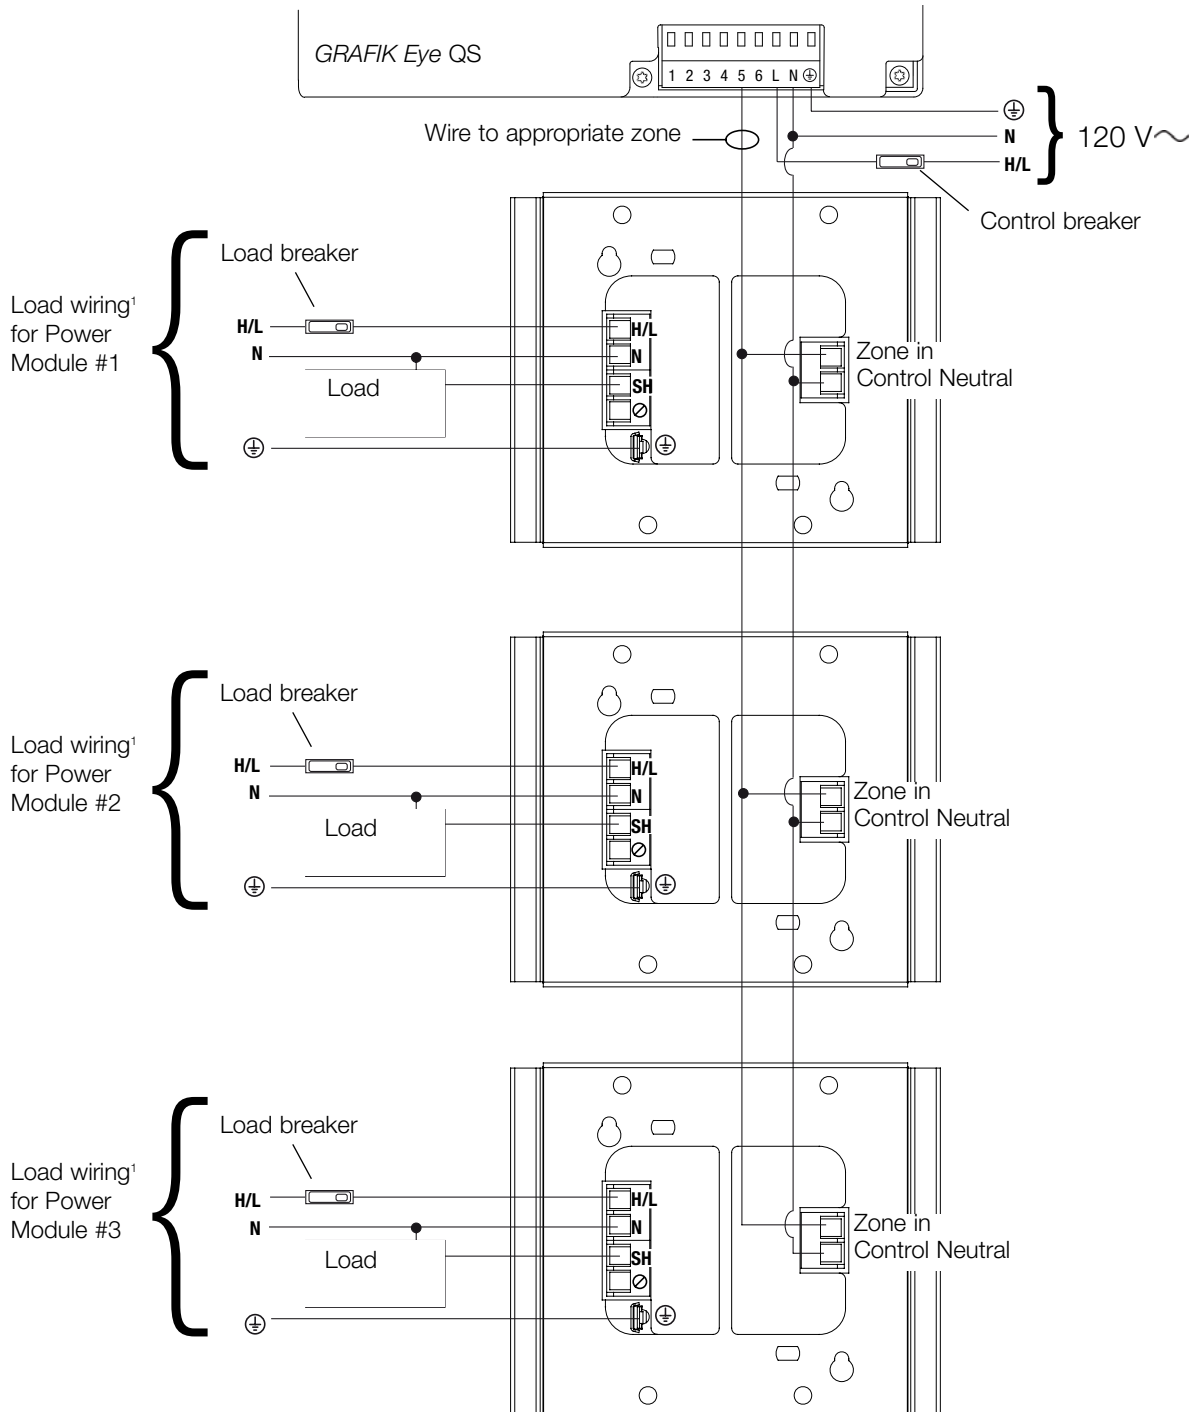 GRAFIK Eye QS
1 2 3 4 5 6 L N ⏚
Wire to appropriate zone
⏚
N
H/L
120 V~
Control breaker
Load breaker
Load wiring¹
for Power
Module #1
H/L
N
Load
⏚
H/L
N
SH
⏚
Zone in
Control Neutral
Load breaker
Load wiring¹
for Power
Module #2
H/L
N
Load
⏚
H/L
N
SH
⏚
Zone in
Control Neutral
Load breaker
Load wiring¹
for Power
Module #3
H/L
N
Load
⏚
H/L
N
SH
⏚
Zone in
Control Neutral